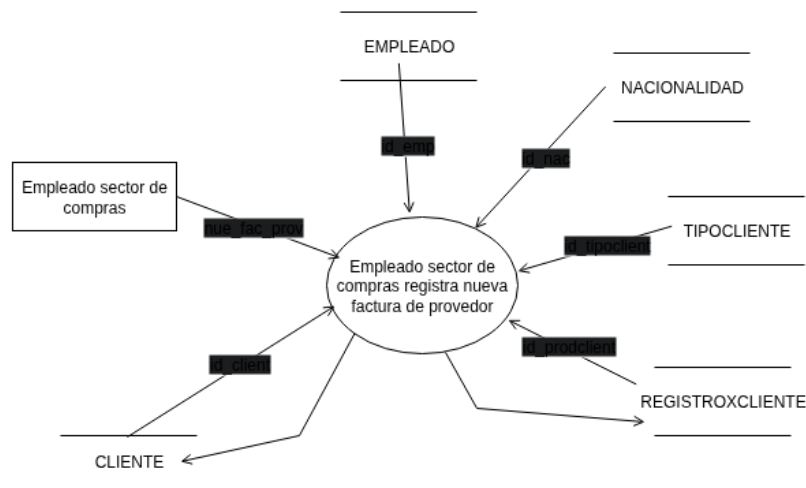 EMPLEADO
NACIONALIDAD
id_emp
id_nac
Empleado sector de
compras
nue_fac_prov
id_tipoclient
TIPOCLIENTE
Empleado sector de
compras registra nueva
factura de provedor
id_client
id_prodclient
REGISTROXCLIENTE
CLIENTE